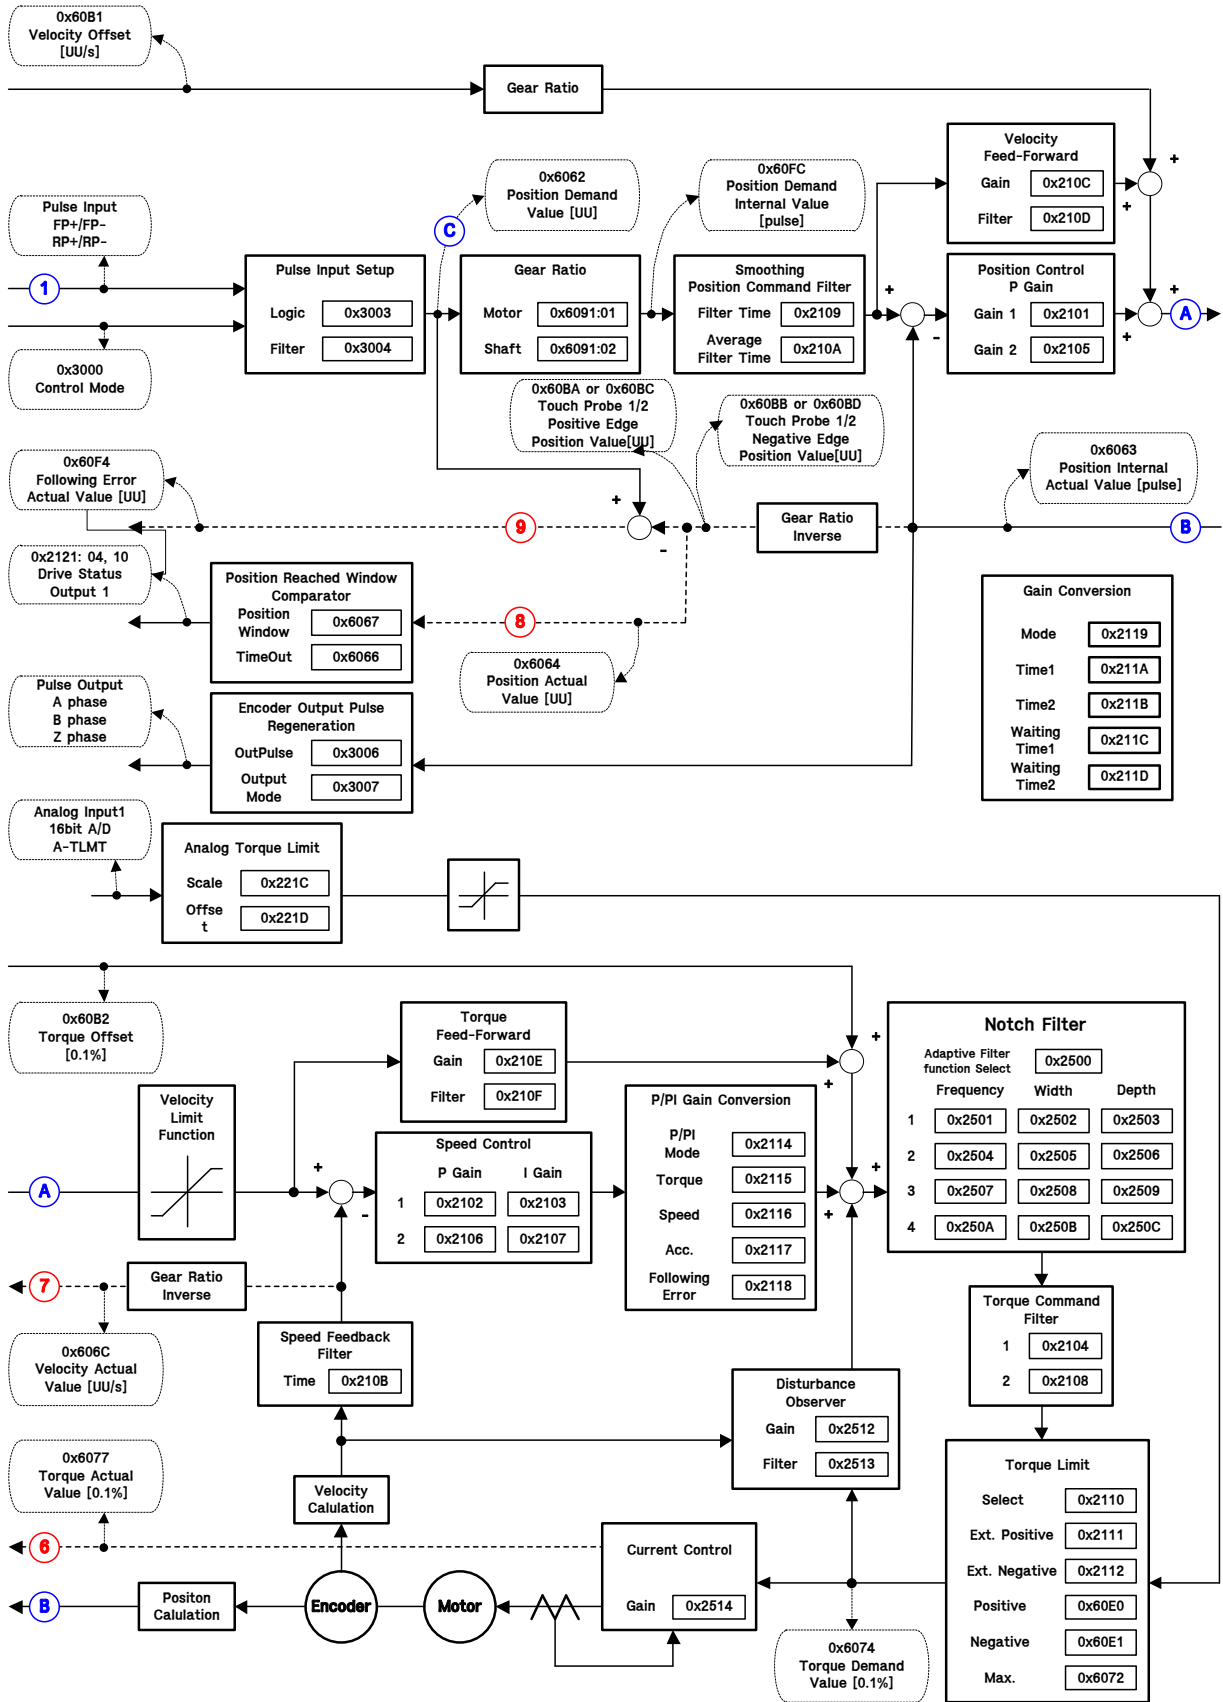 0x60B1
Velocity Offset
[UU/s]
Gear Ratio
Velocity
Feed-Forward
Gain 0x210C
Filter 0x210D
+
+
0x6062
Position Demand
Value [UU]
0x60FC
Position Demand
Internal Value
[pulse]
Pulse Input
FP+/FP-
RP+/RP-
C
1
Pulse Input Setup
Logic 0x3003
Filter 0x3004
Gear Ratio
Motor 0x6091:01
Shaft 0x6091:02
Smoothing
Position Command Filter
Filter Time 0x2109
Average
Filter Time 0x210A
+
-
Position Control
P Gain
Gain 1 0x2101
Gain 2 0x2105
+
+
A
0x3000
Control Mode
0x60BA or 0x60BC
Touch Probe 1/2
Positive Edge
Position Value[UU]
0x60BB or 0x60BD
Touch Probe 1/2
Negative Edge
Position Value[UU]
0x6063
Position Internal
Actual Value [pulse]
0x60F4
Following Error
Actual Value [UU]
9
+
-
Gear Ratio
Inverse
B
0x2121: 04, 10
Drive Status
Output 1
Position Reached Window
Comparator
Position
Window 0x6067
TimeOut 0x6066
8
0x6064
Position Actual
Value [UU]
Gain Conversion
Mode 0x2119
Time1 0x211A
Time2 0x211B
Waiting
Time1 0x211C
Waiting
Time2 0x211D
Pulse Output
A phase
B phase
Z phase
Encoder Output Pulse
Regeneration
OutPulse 0x3006
Output
Mode 0x3007
Analog Input1
16bit A/D
A-TLMT
Analog Torque Limit
Scale 0x221C
Offse
t 0x221D
0x60B2
Torque Offset
[0.1%]
Torque
Feed-Forward
Gain 0x210E
Filter 0x210F
+
+
Notch Filter
Adaptive Filter
function Select 0x2500
Frequency Width Depth
1 0x2501 0x2502 0x2503
2 0x2504 0x2505 0x2506
3 0x2507 0x2508 0x2509
4 0x250A 0x250B 0x250C
Velocity
Limit
Function
A
+
-
Speed Control
P Gain I Gain
1 0x2102 0x2103
2 0x2106 0x2107
P/PI Gain Conversion
P/PI
Mode 0x2114
Torque 0x2115
Speed 0x2116
Acc. 0x2117
Following
Error 0x2118
+
+
7
Gear Ratio
Inverse
0x606C
Velocity Actual
Value [UU/s]
Speed Feedback
Filter
Time 0x210B
Torque Command
Filter
1 0x2104
2 0x2108
Disturbance
Observer
Gain 0x2512
Filter 0x2513
0x6077
Torque Actual
Value [0.1%]
Velocity
Calulation
6
Torque Limit
Select 0x2110
Ext. Positive 0x2111
Ext. Negative 0x2112
Positive 0x60E0
Negative 0x60E1
Max. 0x6072
Current Control
Gain 0x2514
B
Positon
Calulation
Encoder
Motor
0x6074
Torque Demand
Value [0.1%]